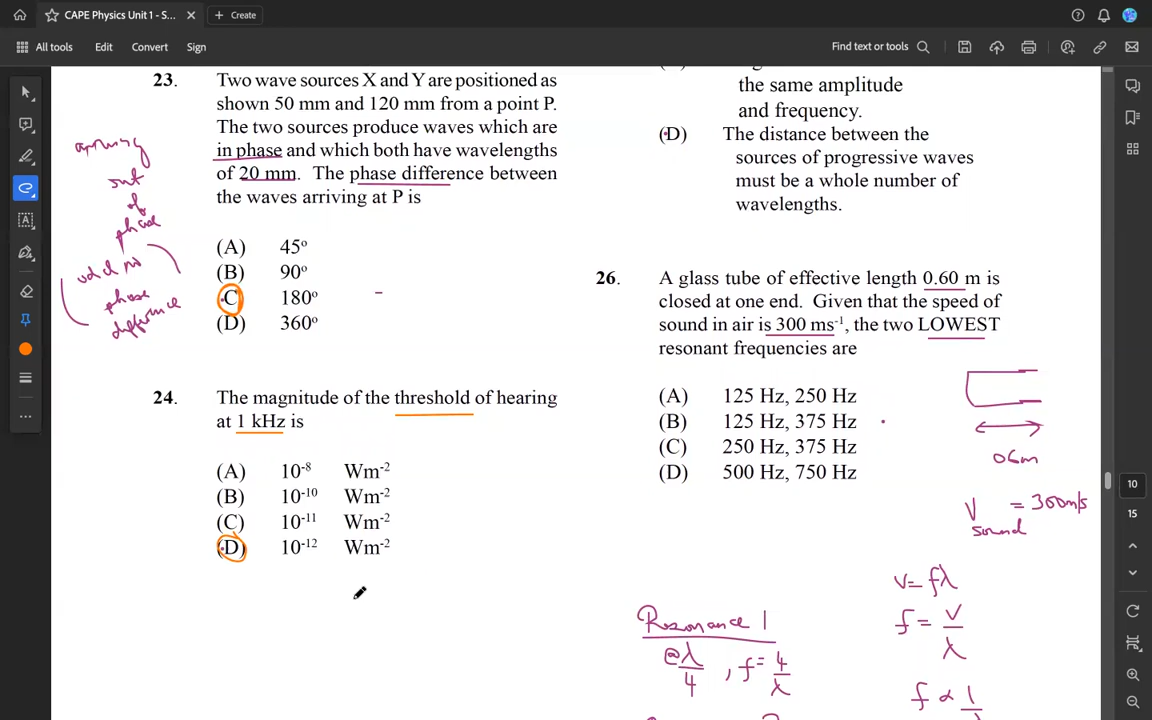 CAPE Physics Unit 1 - S...
Create
All tools
Edit
Convert
Sign
Find text or tools
23.
Two wave sources X and Y are positioned as
shown 50 mm and 120 mm from a point P.
The two sources produce waves which are
in phase and which both have wavelengths
of 20 mm. The phase difference between
the waves arriving at P is
(A) 45°
(B) 90°
(C) 180°
(D) 360°
out
of
phase
phase
difference
24.
The magnitude of the threshold of hearing
at 1 kHz is
(A) 10⁻⁸ Wm⁻²
(B) 10⁻¹⁰ Wm⁻²
(C) 10⁻¹¹ Wm⁻²
(D) 10⁻¹² Wm⁻²
the same amplitude
and frequency.
(D) The distance between the
sources of progressive waves
must be a whole number of
wavelengths.
26.
A glass tube of effective length 0.60 m is
closed at one end. Given that the speed of
sound in air is 300 ms⁻¹, the two LOWEST
resonant frequencies are
(A) 125 Hz, 250 Hz
(B) 125 Hz, 375 Hz
(C) 250 Hz, 375 Hz
(D) 500 Hz, 750 Hz
0.6m
V sound = 300m/s
v = fλ
f = v/λ
f ∝ 1/
Resonance 1
@ λ/4, f = 4/λ
10
15